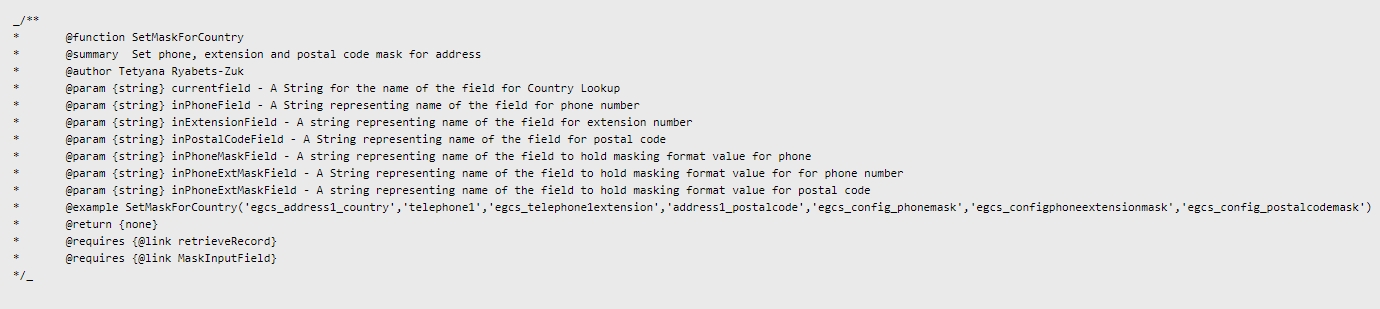 _/**
* @function SetMaskForCountry
* @summary Set phone, extension and postal code mask for address
* @author Tetyana Ryabets-Zuk
* @param {string} currentfield - A String for the name of the field for Country Lookup
* @param {string} inPhoneField - A String representing name of the field for phone number
* @param {string} inExtensionField - A string representing name of the field for extension number
* @param {string} inPostalCodeField - A String representing name of the field for postal code
* @param {string} inPhoneMaskField - A string representing name of the field to hold masking format value for phone
* @param {string} inPhoneExtMaskField - A string representing name of the field to hold masking format value for for phone number
* @param {string} inPhoneExtMaskField - A string representing name of the field to hold masking format value for postal code
* @example SetMaskForCountry('egcs_address1_country','telephone1','egcs_telephone1extension','address1_postalcode','egcs_config_phonemask','egcs_configphoneextensionmask','egcs_config_postalcodemask')
* @return {none}
* @requires {@link retrieveRecord}
* @requires {@link MaskInputField}
*/_